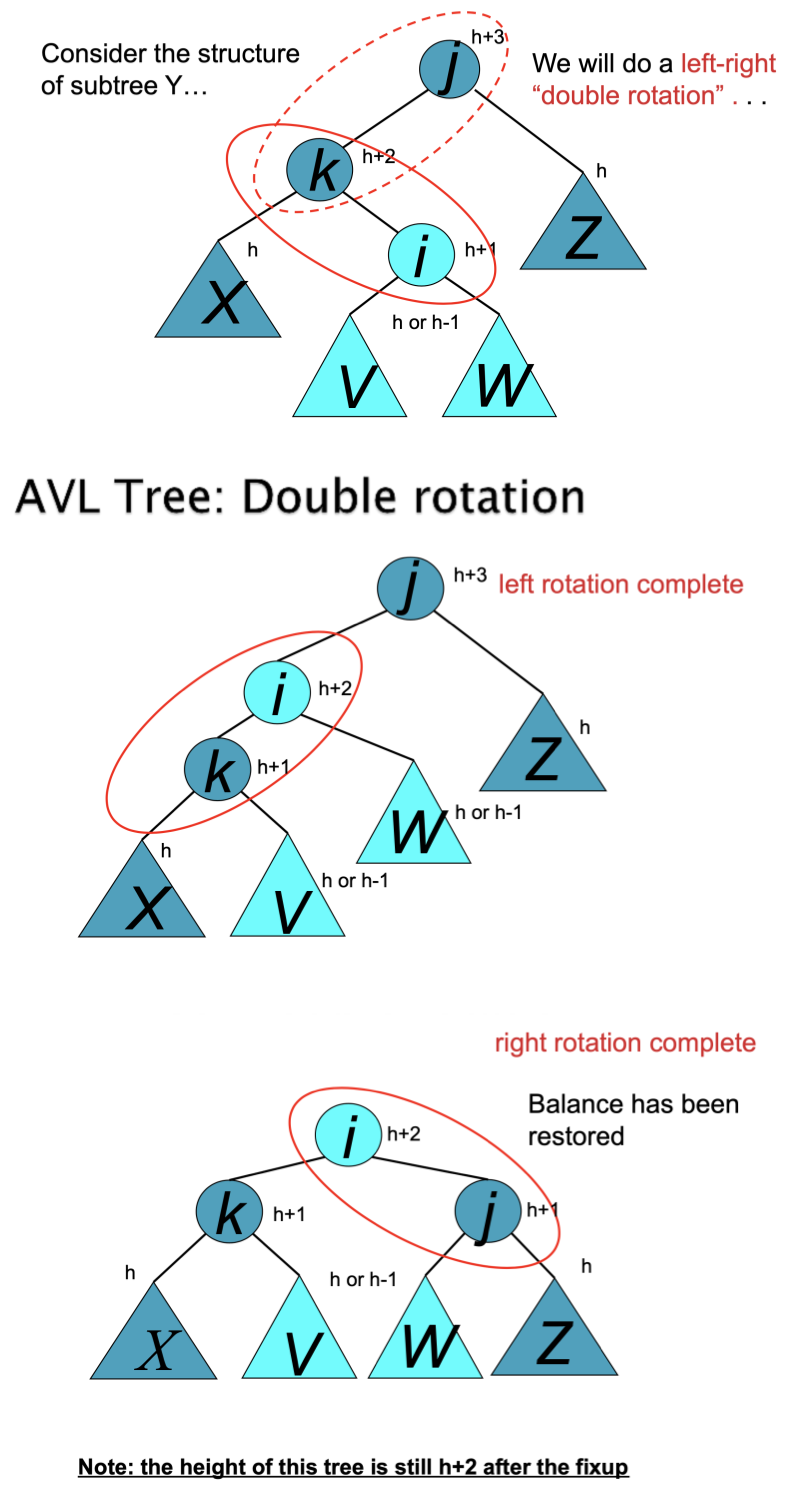 Consider the structure
of subtree Y...
h+3
j
We will do a left-right
“double rotation” . . .
k
h+2
h
Z
i
h+1
h
X
h or h-1
V
W
AVL Tree: Double rotation
j
h+3
left rotation complete
i
h+2
h
Z
k
h+1
W
h or h-1
h
X
h or h-1
V
right rotation complete
Balance has been
restored
i
h+2
k
h+1
j
h+1
h
h or h-1
h
X
V
W
Z
Note: the height of this tree is still h+2 after the fixup